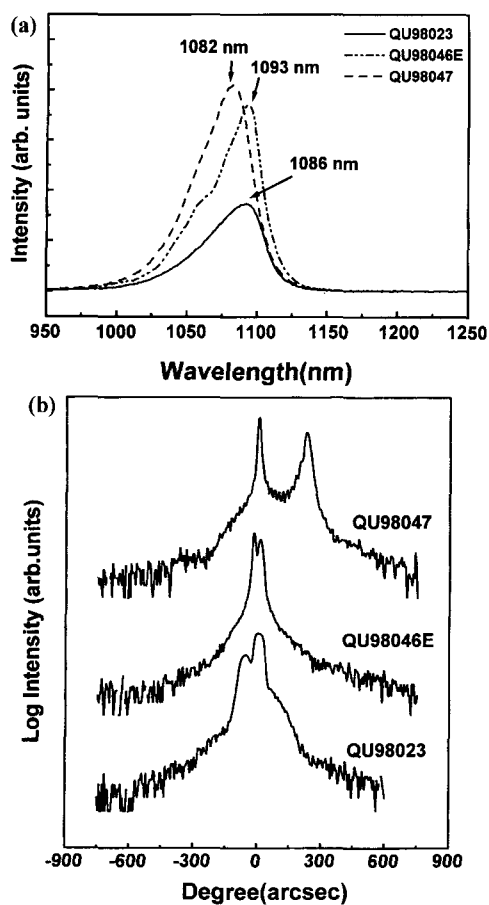 (a)
QU98023
QU98046E
QU98047
1082 nm
1093 nm
1086 nm
Intensity (arb. units)
950 1000 1050 1100 1150 1200 1250
Wavelength(nm)
(b)
QU98047
QU98046E
QU98023
Log Intensity (arb.units)
-900 -600 -300 0 300 600 900
Degree(arcsec)